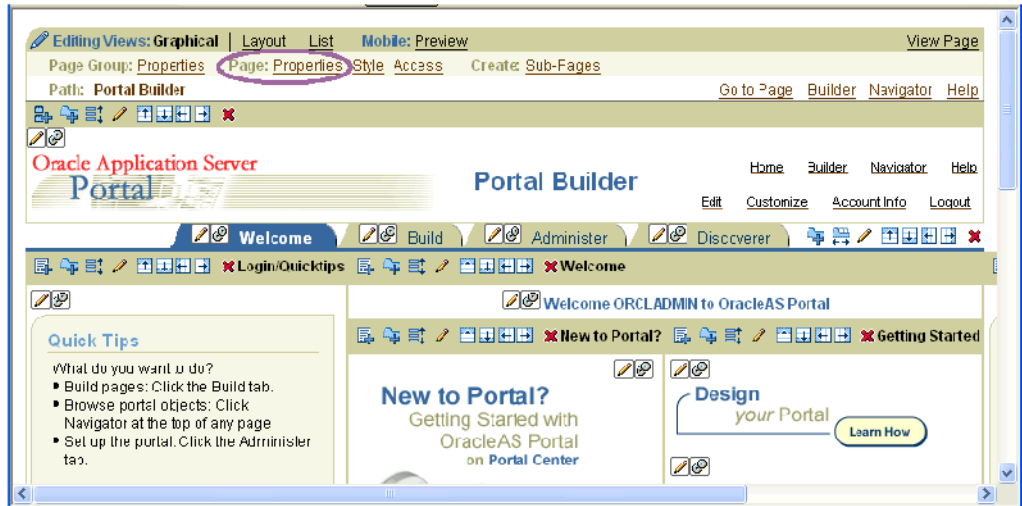 Editing Views: Graphical | Layout List Mobile: Preview View Page
Page Group: Properties Page: Properties Style Access Create: Sub-Pages
Path: Portal Builder Go to Page Builder Navigator Help
Oracle Application Server
Portal
Portal Builder
Home Builder Navigator Help
Edit Customize Account Info Logout
Welcome Build Administer Discoverer
Login/Quicktips Welcome
Welcome ORCLADMIN to OracleAS Portal
New to Portal? Getting Started
Quick Tips
What do you want to do?
• Build pages: Click the Build tab.
• Browse portal objects: Click
Navigator at the top of any page
• Set up the portal. Click the Administer
tab.
New to Portal?
Getting Started with
OracleAS Portal
on Portal Center
Design
your Portal
Learn How